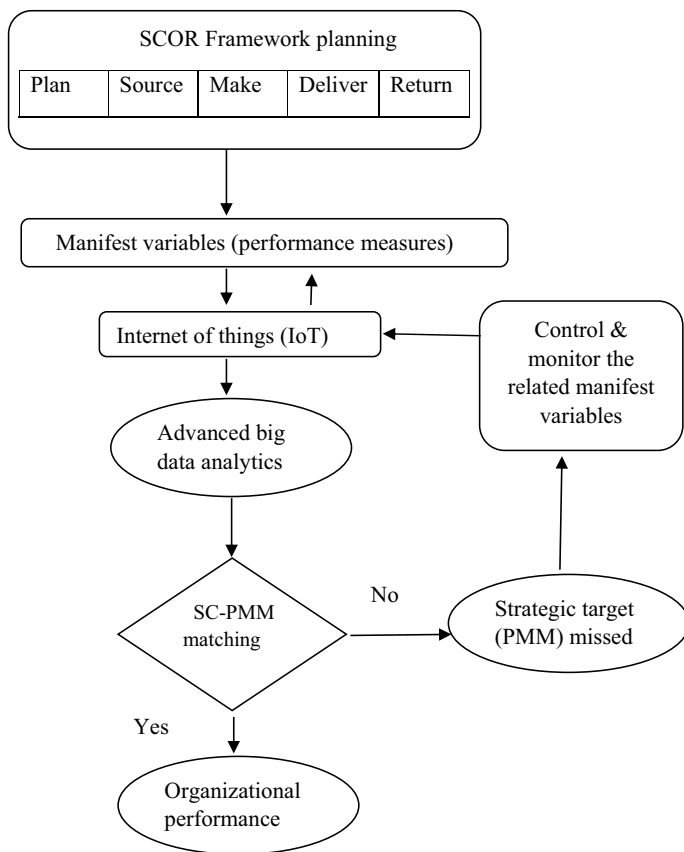 SCOR Framework planning
Plan Source Make Deliver Return
Manifest variables (performance measures)
Internet of things (IoT)
Control &
monitor the
related manifest
variables
Advanced big
data analytics
SC-PMM
matching
No
Strategic target
(PMM) missed
Yes
Organizational
performance